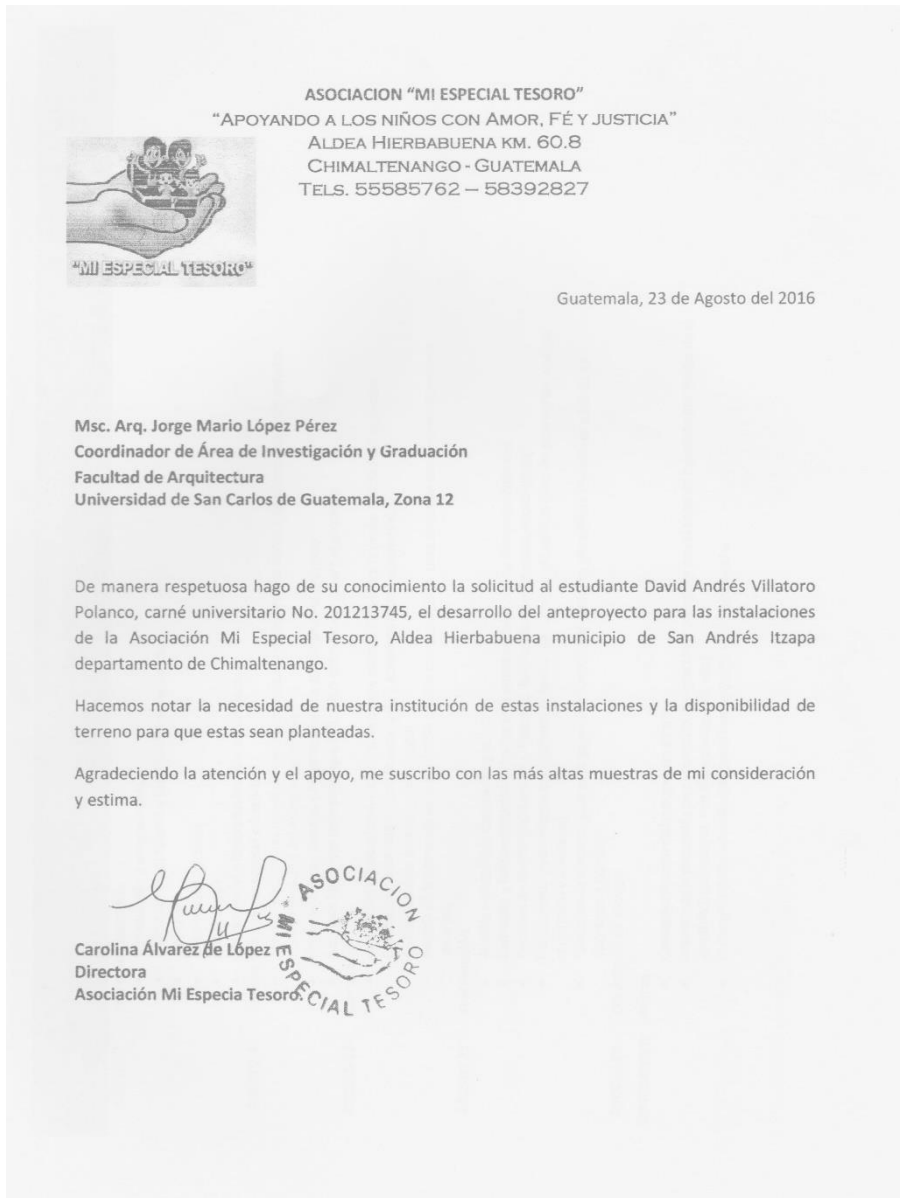 ASOCIACION “MI ESPECIAL TESORO”
“APOYANDO A LOS NIÑOS CON AMOR, FÉ Y JUSTICIA”
ALDEA HIERBABUENA KM. 60.8
CHIMALTENANGO - GUATEMALA
TELS. 55585762 – 58392827
"MI ESPECIAL TESORO"
Guatemala, 23 de Agosto del 2016
Msc. Arq. Jorge Mario López Pérez
Coordinador de Área de Investigación y Graduación
Facultad de Arquitectura
Universidad de San Carlos de Guatemala, Zona 12
De manera respetuosa hago de su conocimiento la solicitud al estudiante David Andrés Villatoro
Polanco, carné universitario No. 201213745, el desarrollo del anteproyecto para las instalaciones
de la Asociación Mi Especial Tesoro, Aldea Hierbabuena municipio de San Andrés Itzapa
departamento de Chimaltenango.
Hacemos notar la necesidad de nuestra institución de estas instalaciones y la disponibilidad de
terreno para que estas sean planteadas.
Agradeciendo la atención y el apoyo, me suscribo con las más altas muestras de mi consideración
y estima.
Carolina Álvarez de López
Directora
Asociación Mi Especia Tesoro.
ASOCIACION
MI ESPECIAL TESORO